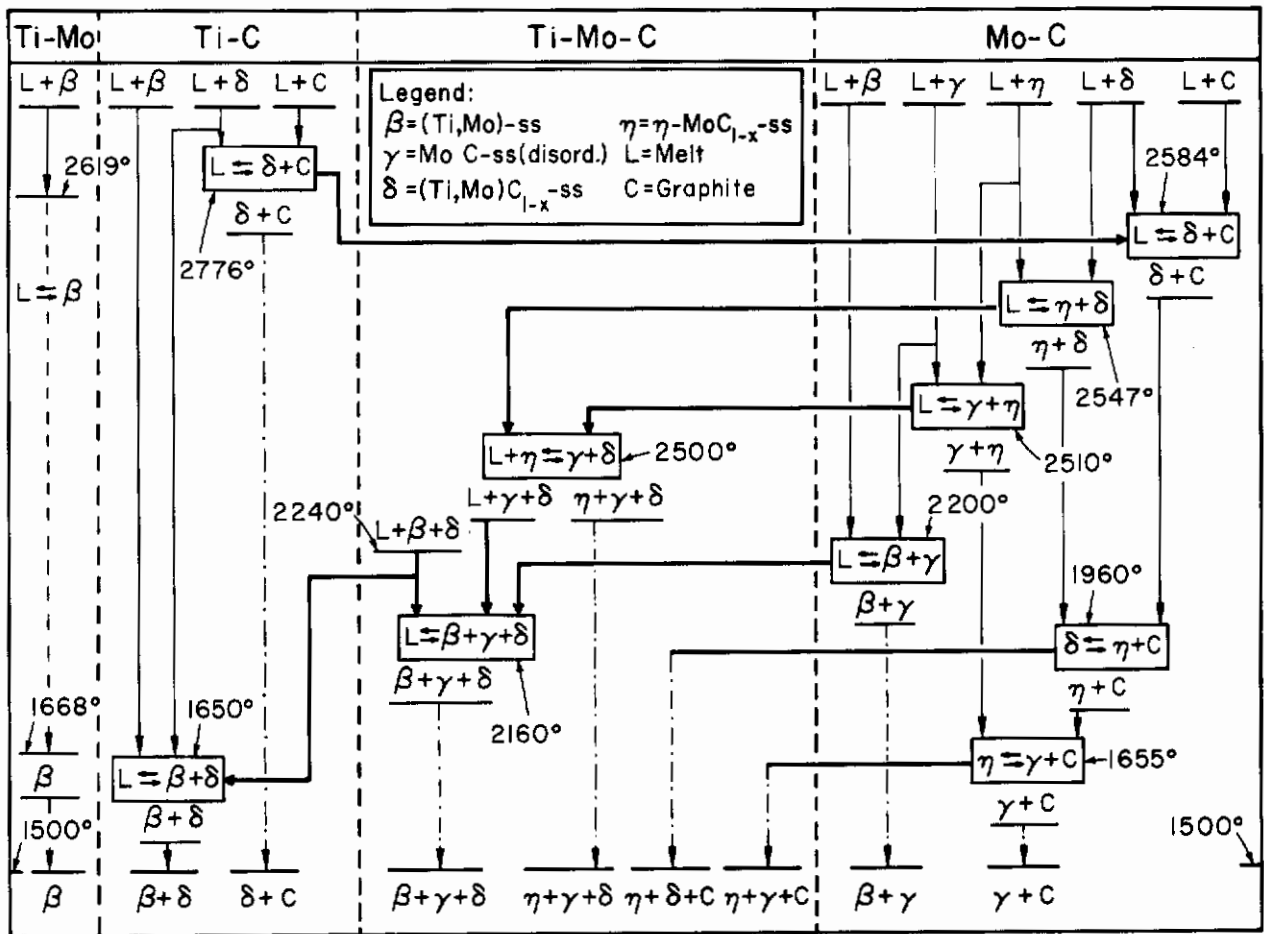 Ti-Mo
Ti-C
Ti-Mo-C
Mo-C
L+β
L+β
L+δ
L+C
L+β
L+γ
L+η
L+δ
L+C
Legend:
β=(Ti,Mo)-ss
η=η-MoC1-x-ss
γ=Mo C-ss(disord.)
L=Melt
δ=(Ti,Mo)C1-x-ss
C=Graphite
2619°
L⇆δ+C
2584°
δ+C
2776°
L⇆δ+C
δ+C
L⇆β
L⇆η+δ
η+δ
2547°
L⇆γ+η
γ+η
2510°
L+η⇆γ+δ
2500°
L+γ+δ
η+γ+δ
2240°
L+β+δ
2200°
L⇆β+γ
β+γ
1960°
L⇆β+γ+δ
β+γ+δ
2160°
δ⇆η+C
η+C
1668°
1650°
β
L⇆β+δ
β+δ
η⇆γ+C
1655°
γ+C
1500°
1500°
β
β+δ
δ+C
β+γ+δ
η+γ+δ
η+δ+C
η+γ+C
β+γ
γ+C